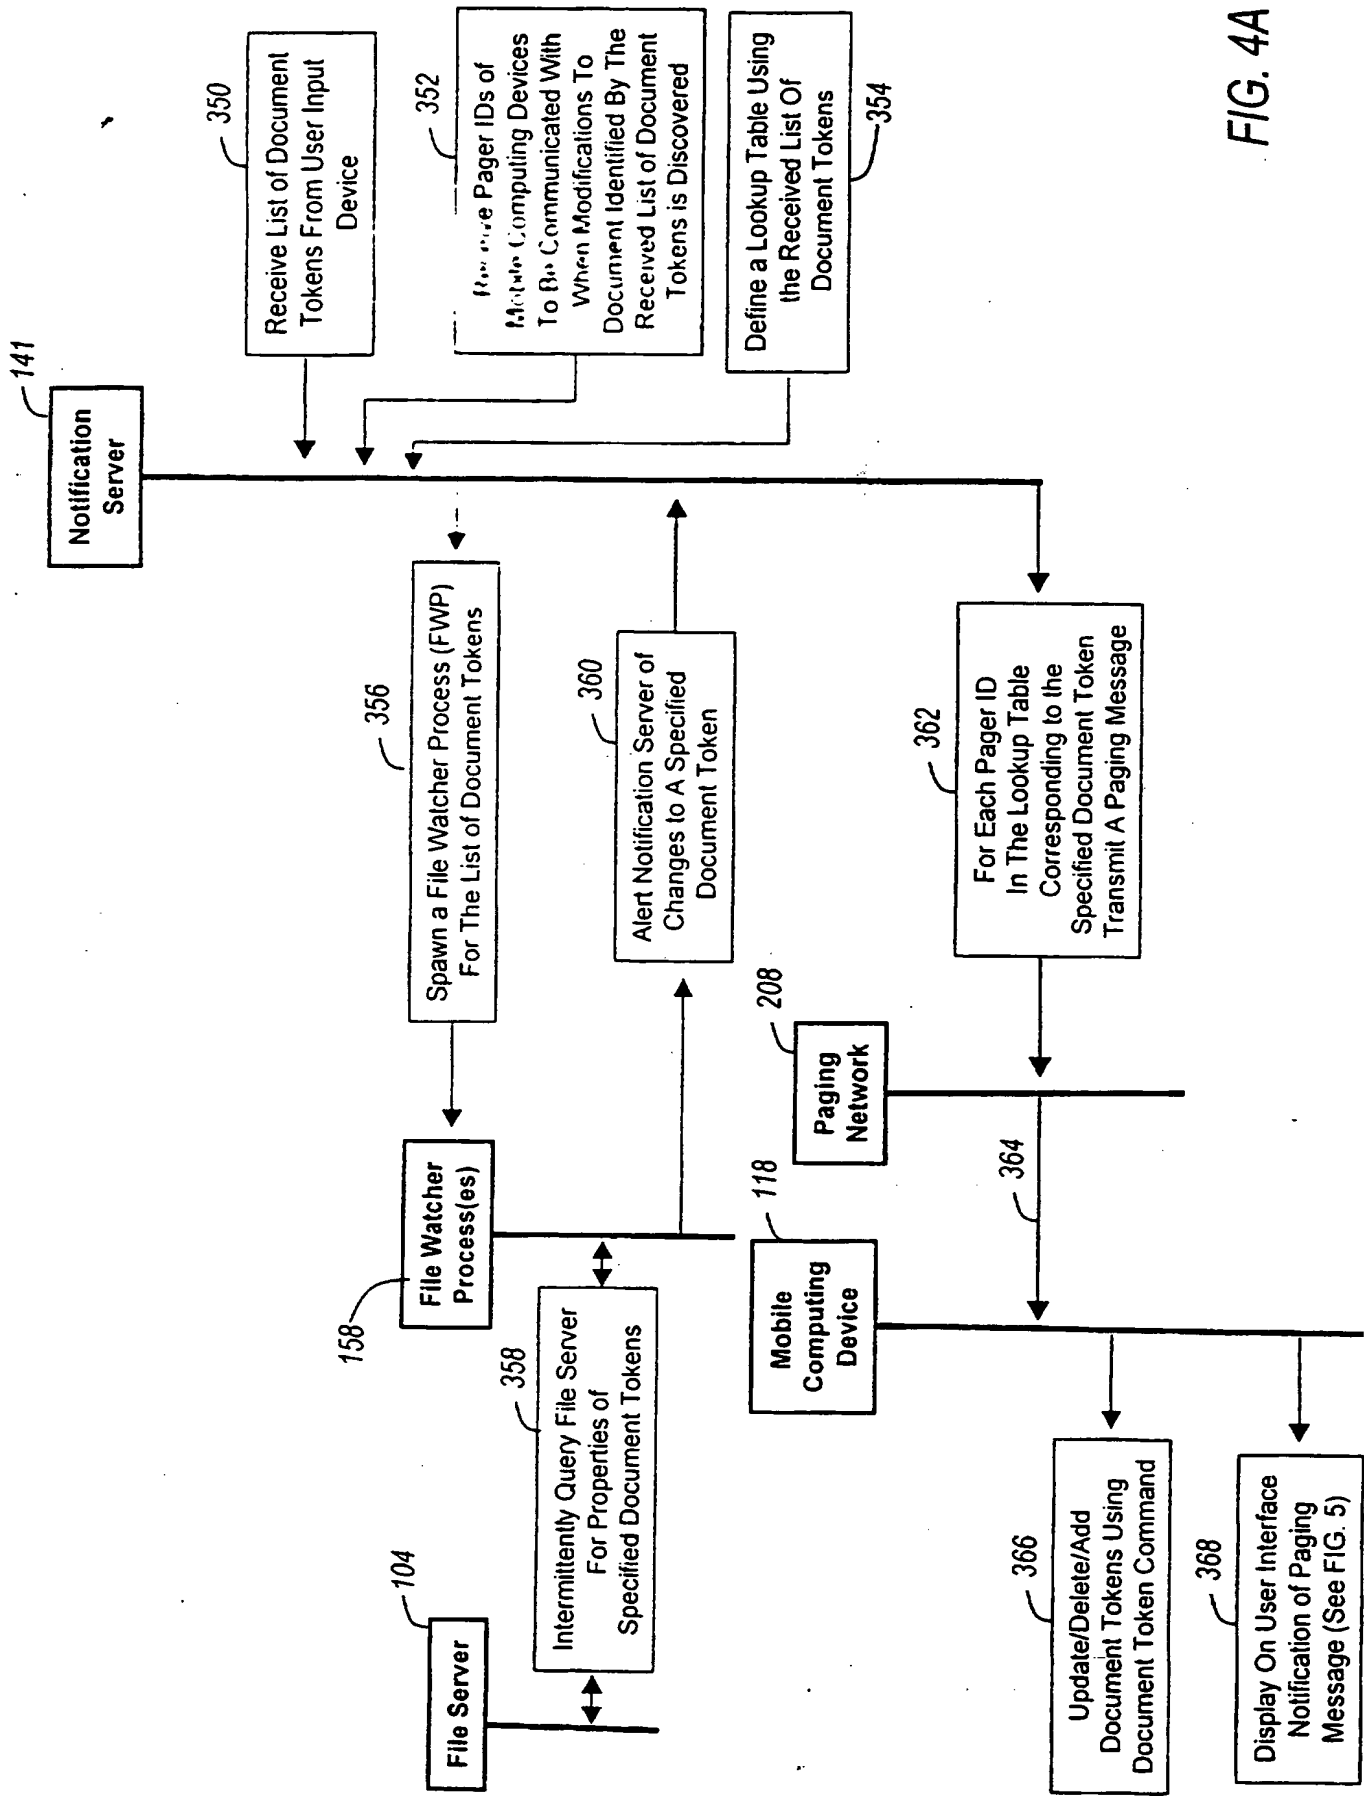 141
Notification
Server
350
Receive List of Document
Tokens From User Input
Device
352
Receive Pager IDs of
Mobile Computing Devices
To Be Communicated With
When Modifications To
Document Identified By The
Received List of Document
Tokens is Discovered
354
Define a Lookup Table Using
the Received List Of
Document Tokens
356
Spawn a File Watcher Process (FWP)
For The List of Document Tokens
158
File Watcher
Process(es)
104
File Server
358
Intermittently Query File Server
For Properties of
Specified Document Tokens
360
Alert Notification Server of
Changes to A Specified
Document Token
118
Mobile
Computing
Device
208
Paging
Network
362
For Each Pager ID
In The Lookup Table
Corresponding to the
Specified Document Token
Transmit A Paging Message
364
366
Update/Delete/Add
Document Tokens Using
Document Token Command
368
Display On User Interface
Notification of Paging
Message (See FIG. 5)
FIG. 4A